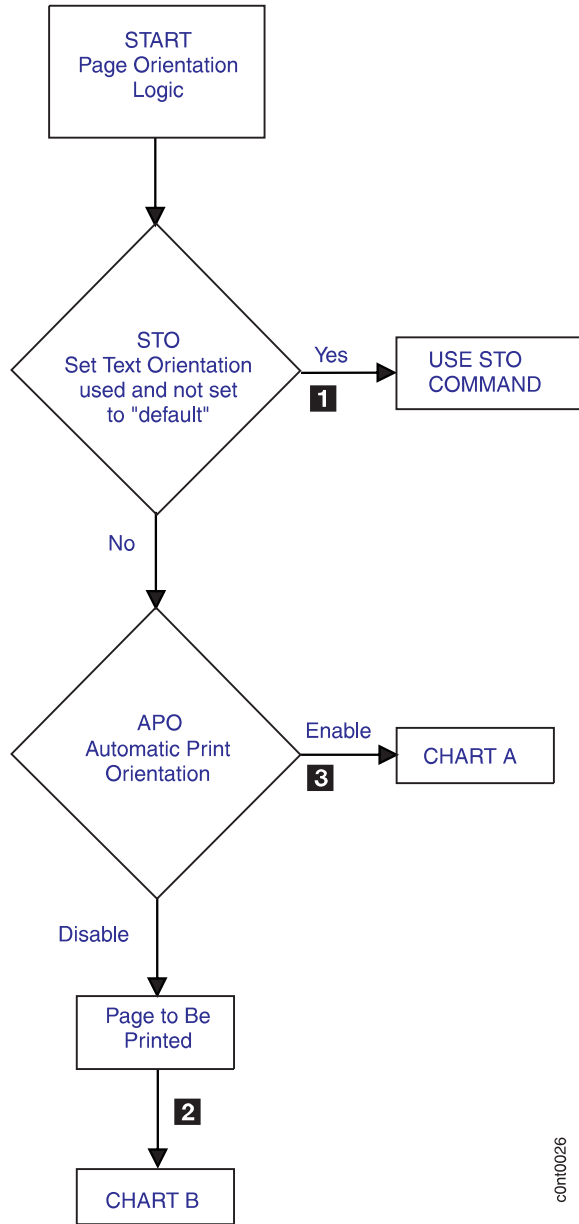 START
Page Orientation
Logic
STO
Set Text Orientation
used and not set
to "default"
Yes
1
USE STO
COMMAND
No
APO
Automatic Print
Orientation
Enable
3
CHART A
Disable
Page to Be
Printed
2
CHART B
c0nt0026